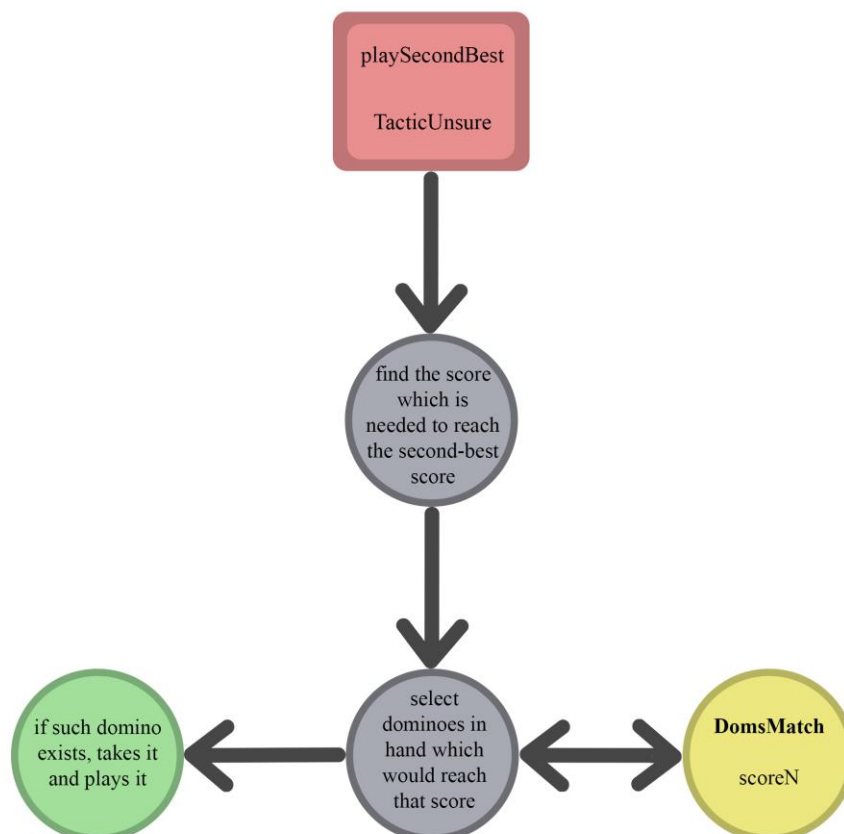 playSecondBest
TacticUnsure
find the score
which is
needed to reach
the second-best
score
if such domino
exists, takes it
and plays it
select
dominoes in
hand which
would reach
that score
DomsMatch
scoreN